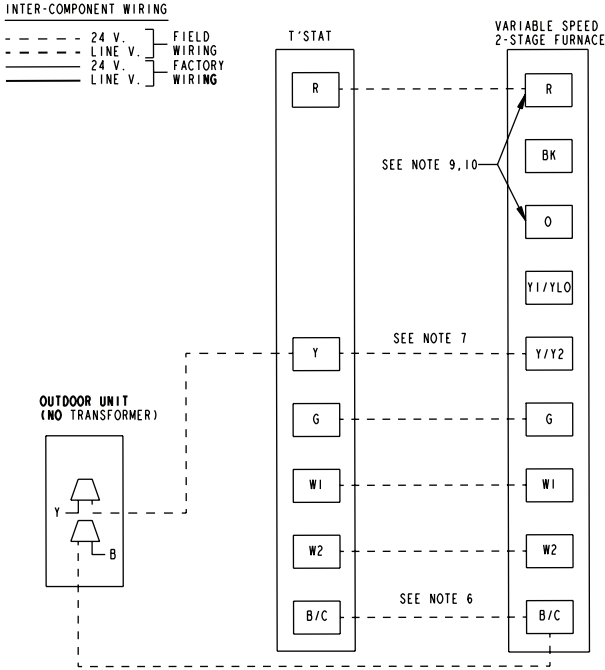 INTER-COMPONENT WIRING
24 V.
LINE V.
FIELD
WIRING
24 V.
LINE V.
FACTORY
WIRING
T'STAT
VARIABLE SPEED
2-STAGE FURNACE
R
R
BK
SEE NOTE 9,10
O
Y1/YLO
SEE NOTE 7
Y
Y/Y2
OUTDOOR UNIT
(NO TRANSFORMER)
G
G
Y
B
W1
W1
W2
W2
SEE NOTE 6
B/C
B/C